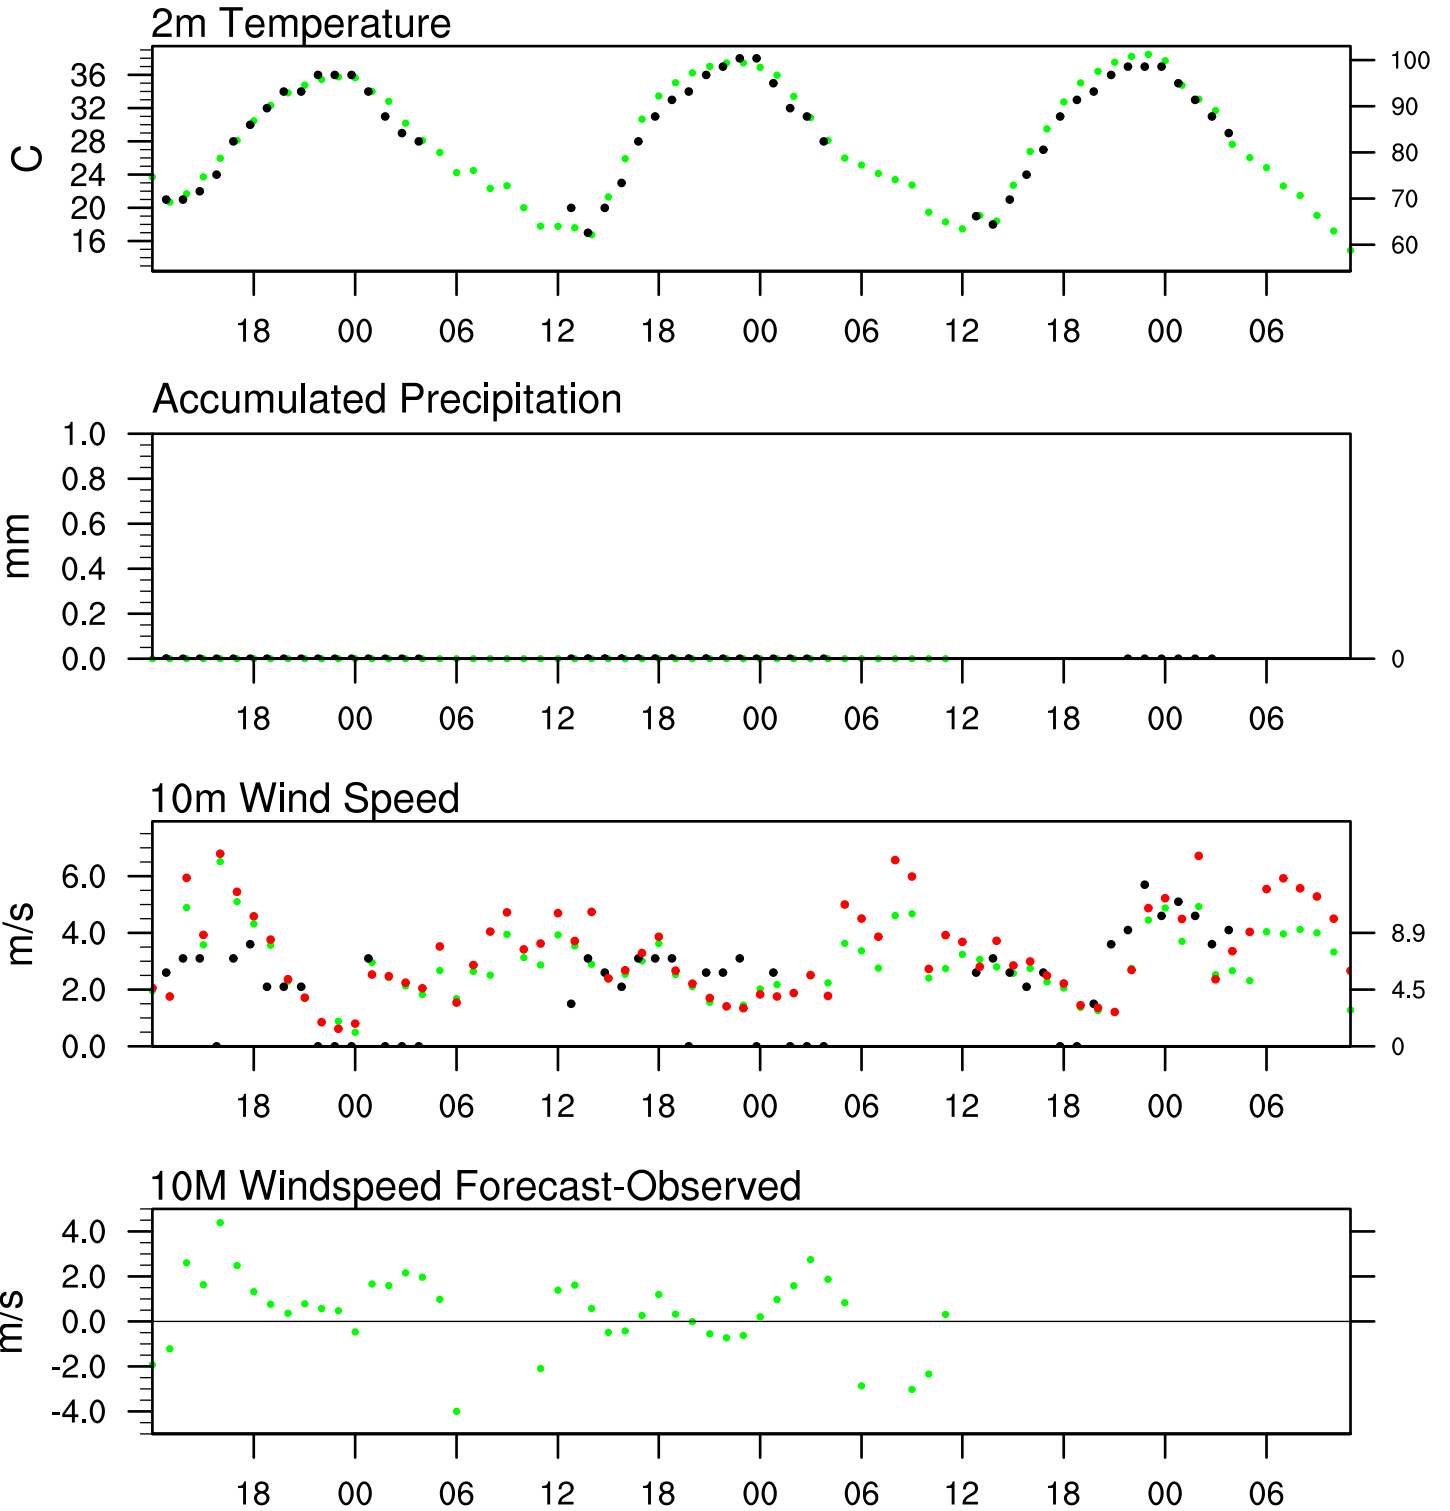 2m Temperature
36
32
28
24
20
16
C
100
90
80
70
60
18 00 06 12 18 00 06 12 18 00 06
Accumulated Precipitation
1.0
0.8
0.6
0.4
0.2
0.0
mm
0
18 00 06 12 18 00 06 12 18 00 06
10m Wind Speed
6.0
4.0
2.0
0.0
m/s
8.9
4.5
0
18 00 06 12 18 00 06 12 18 00 06
10M Windspeed Forecast-Observed
4.0
2.0
0.0
-2.0
-4.0
m/s
18 00 06 12 18 00 06 12 18 00 06